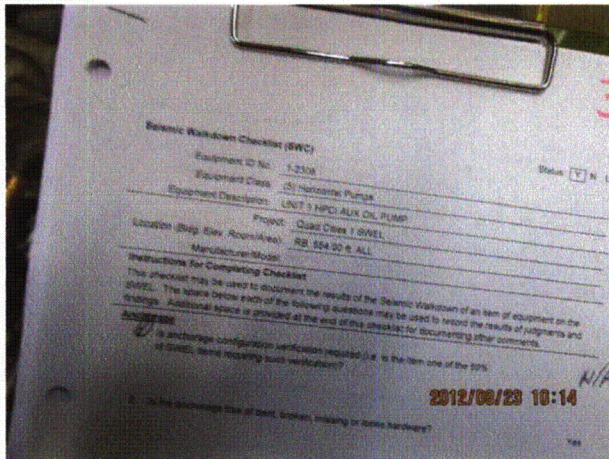 Seismic Walkdown Checklist (SWC)
Status: Y N
Equipment ID No. 1-2308
Equipment Class (5) Horizontal Pumps
Equipment Description UNIT 1 HPCI AUX OIL PUMP
Project: Quad Cities 1 SWEL
Location (Bldg, Elev, Room/Area): RB, 554.00 ft, ALL
Manufacturer/Model:
Instructions for Completing Checklist
This checklist may be used to document the results of the Seismic Walkdown of an item of equipment on the
SWEL. The space below each of the following questions may be used to record the results of judgments and
findings. Additional space is provided at the end of this checklist for documenting other comments.
Anchorage
Is anchorage configuration verification required (i.e. is the item one of the 50%
of SWEL items requiring such verification)?
N/A
2012/08/23 10:14
2. Is the anchorage free of bent, broken, missing or loose hardware?
Yes